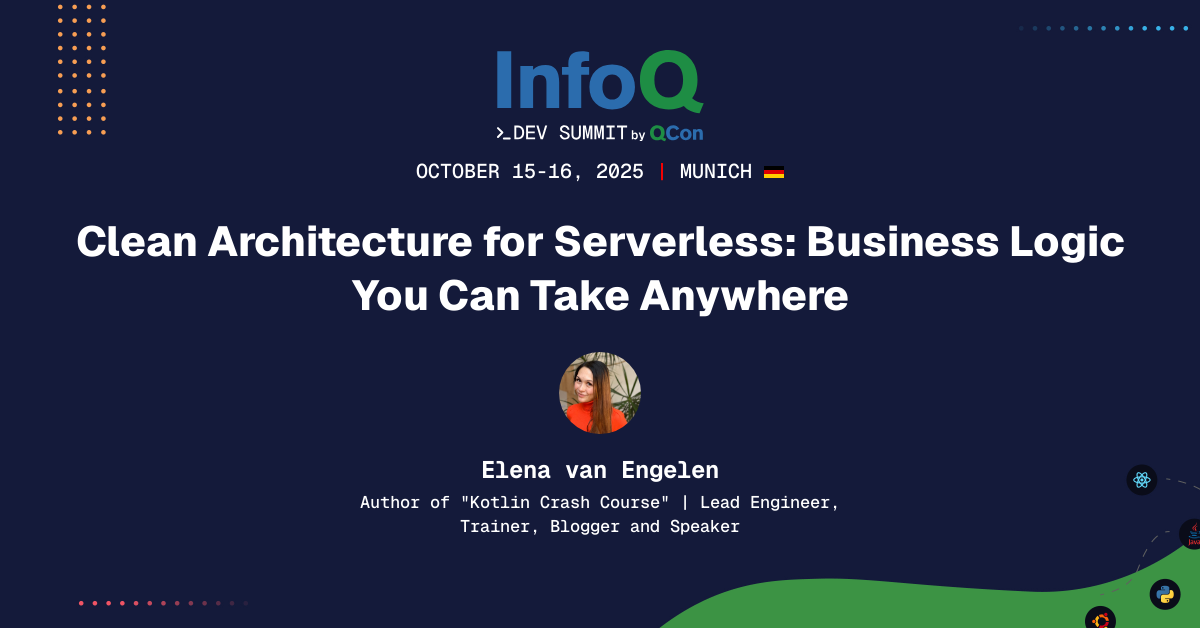 InfoQ
>_DEV SUMMIT by QCon
OCTOBER 15-16, 2025 | MUNICH
Clean Architecture for Serverless: Business Logic
You Can Take Anywhere
Elena van Engelen
Author of "Kotlin Crash Course" | Lead Engineer,
Trainer, Blogger and Speaker
Java